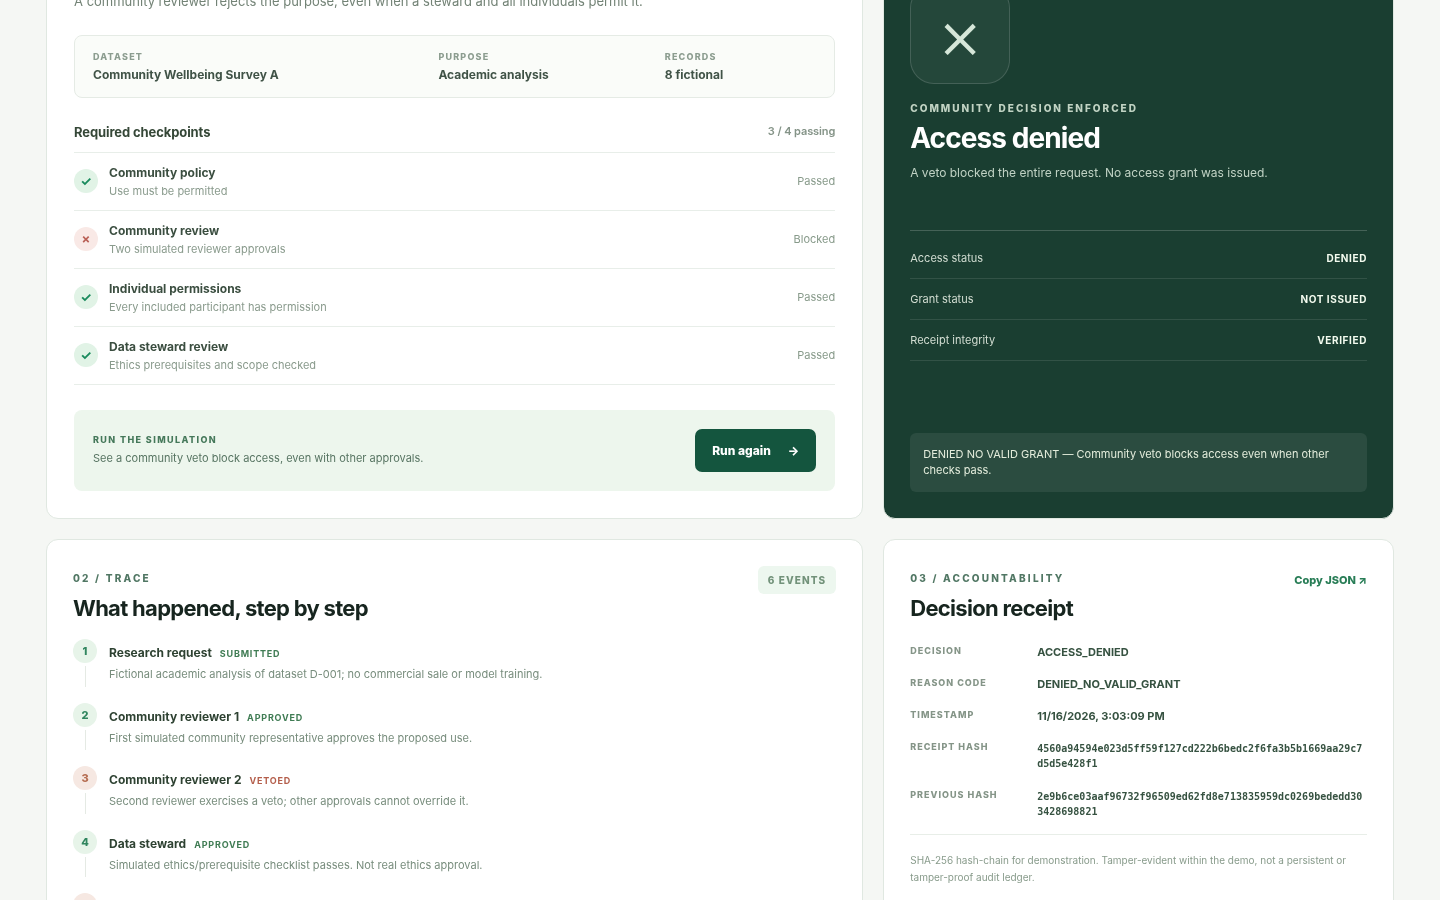 A community reviewer rejects the purpose, even when a steward and all individuals permit it.
DATASET
Community Wellbeing Survey A
PURPOSE
Academic analysis
RECORDS
8 fictional
Required checkpoints
3 / 4 passing
Community policy
Use must be permitted
Passed
Community review
Two simulated reviewer approvals
Blocked
Individual permissions
Every included participant has permission
Passed
Data steward review
Ethics prerequisites and scope checked
Passed
RUN THE SIMULATION
See a community veto block access, even with other approvals.
Run again →
COMMUNITY DECISION ENFORCED
Access denied
A veto blocked the entire request. No access grant was issued.
Access status
DENIED
Grant status
NOT ISSUED
Receipt integrity
VERIFIED
DENIED NO VALID GRANT — Community veto blocks access even when other
checks pass.
02 / TRACE
6 EVENTS
What happened, step by step
1
Research request SUBMITTED
Fictional academic analysis of dataset D-001; no commercial sale or model training.
2
Community reviewer 1 APPROVED
First simulated community representative approves the proposed use.
3
Community reviewer 2 VETOED
Second reviewer exercises a veto; other approvals cannot override it.
4
Data steward APPROVED
Simulated ethics/prerequisite checklist passes. Not real ethics approval.
03 / ACCOUNTABILITY
Copy JSON ↗
Decision receipt
DECISION
ACCESS_DENIED
REASON CODE
DENIED_NO_VALID_GRANT
TIMESTAMP
11/16/2026, 3:03:09 PM
RECEIPT HASH
4560a94594e023d5ff59f127cd222b6bedc2f6fa3b5b1669aa29c7
d5d5e428f1
PREVIOUS HASH
2e9b6ce03aaf96732f96509ed62fd8e713835959dc0269bededd30
3428698821
SHA-256 hash-chain for demonstration. Tamper-evident within the demo, not a persistent or
tamper-proof audit ledger.